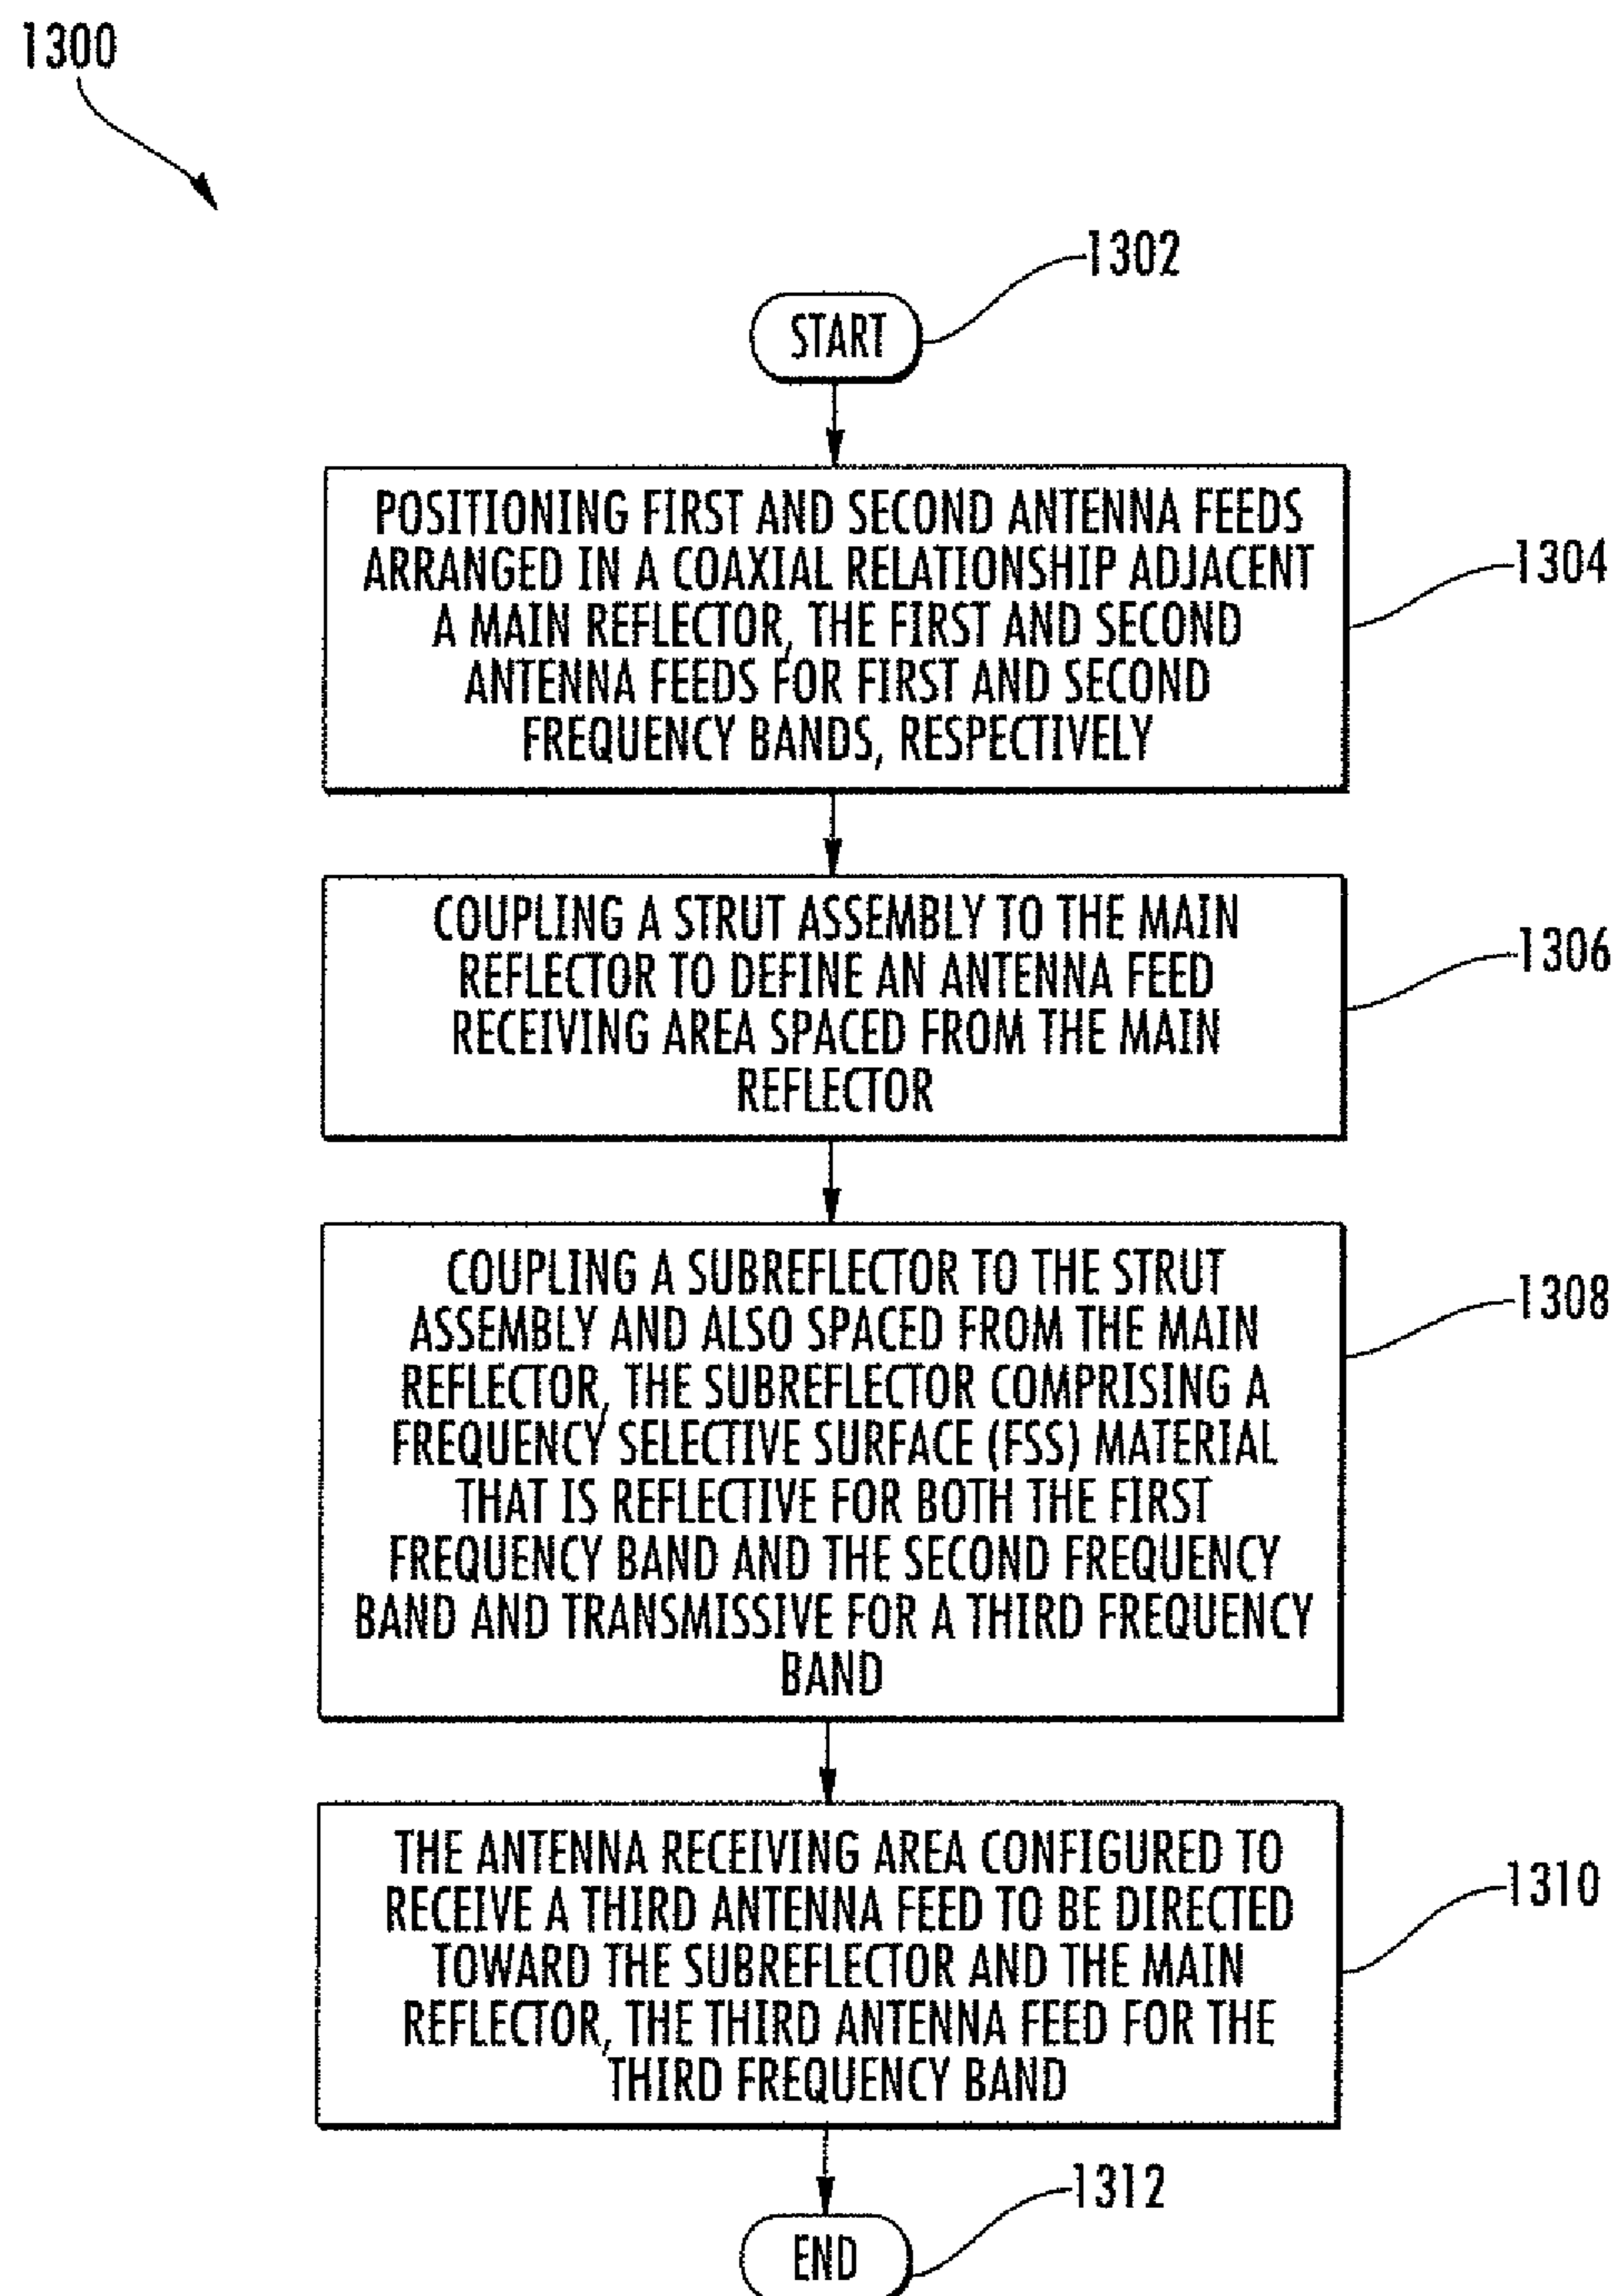 1300
1302
START
POSITIONING FIRST AND SECOND ANTENNA FEEDS
ARRANGED IN A COAXIAL RELATIONSHIP ADJACENT
A MAIN REFLECTOR, THE FIRST AND SECOND
ANTENNA FEEDS FOR FIRST AND SECOND
FREQUENCY BANDS, RESPECTIVELY
1304
COUPLING A STRUT ASSEMBLY TO THE MAIN
REFLECTOR TO DEFINE AN ANTENNA FEED
RECEIVING AREA SPACED FROM THE MAIN
REFLECTOR
1306
COUPLING A SUBREFLECTOR TO THE STRUT
ASSEMBLY AND ALSO SPACED FROM THE MAIN
REFLECTOR, THE SUBREFLECTOR COMPRISING A
FREQUENCY SELECTIVE SURFACE (FSS) MATERIAL
THAT IS REFLECTIVE FOR BOTH THE FIRST
FREQUENCY BAND AND THE SECOND FREQUENCY
BAND AND TRANSMISSIVE FOR A THIRD FREQUENCY
BAND
1308
THE ANTENNA RECEIVING AREA CONFIGURED TO
RECEIVE A THIRD ANTENNA FEED TO BE DIRECTED
TOWARD THE SUBREFLECTOR AND THE MAIN
REFLECTOR, THE THIRD ANTENNA FEED FOR THE
THIRD FREQUENCY BAND
1310
1312
END